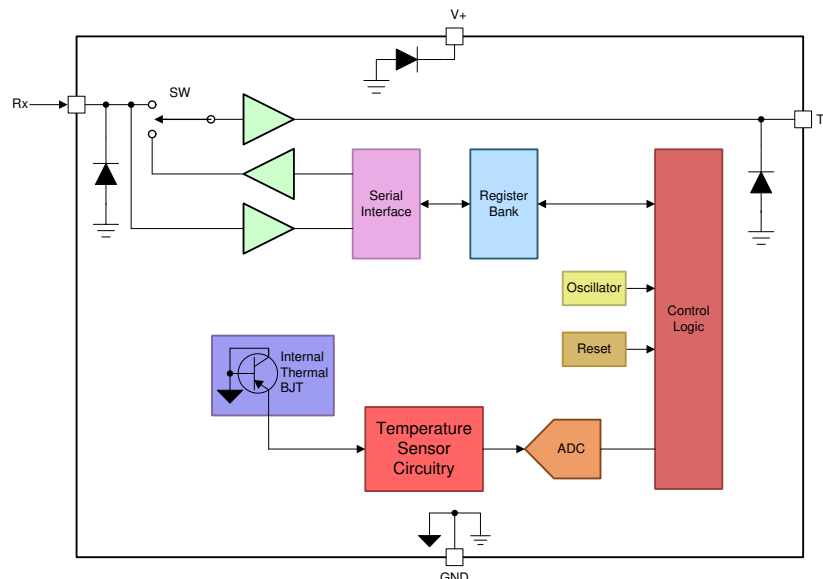 V+
Rx
SW
T
Serial
Interface
Register
Bank
Oscillator
Control
Logic
Reset
Internal
Thermal
BJT
Temperature
Sensor
Circuitry
ADC
GND